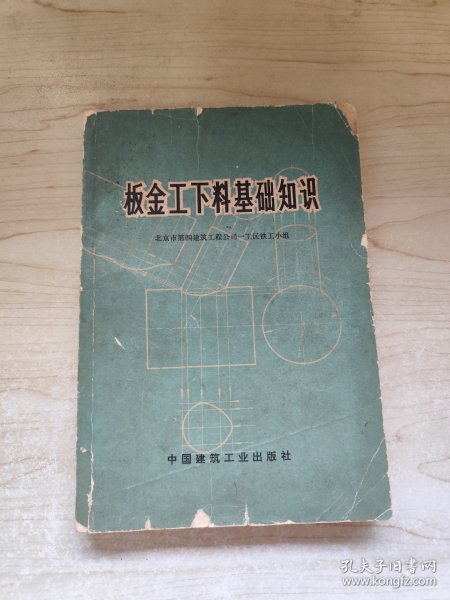 板金工下料基础知识
北京市第四建筑工程公司一工区铁工小组
中国建筑工业出版社
孔夫子旧书网
www.kongfz.com